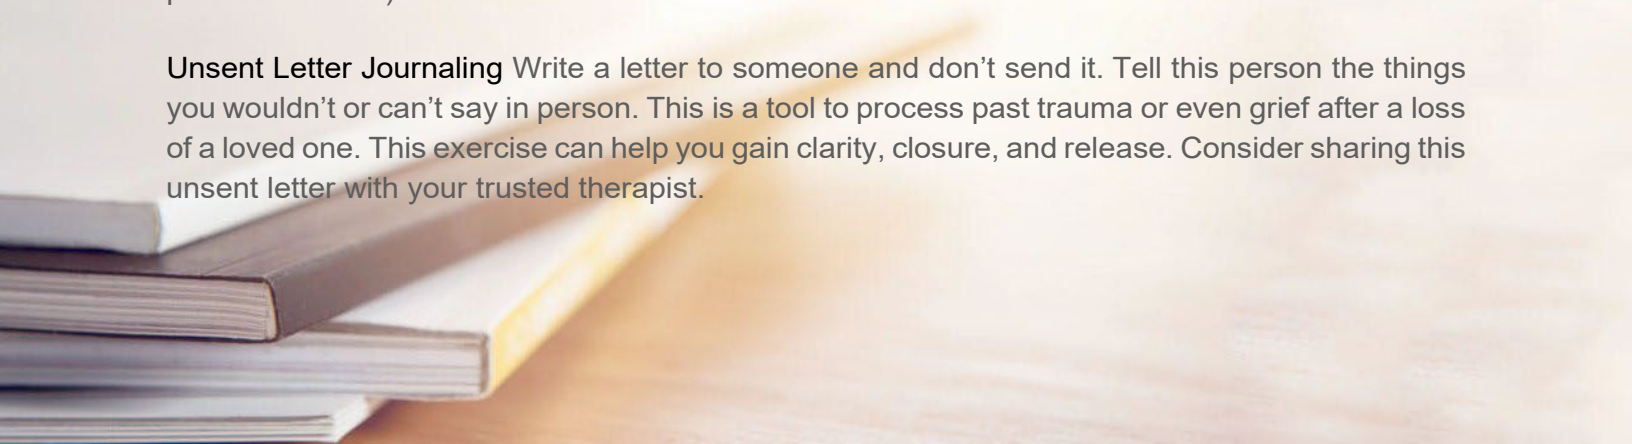 Unsent Letter Journaling Write a letter to someone and don’t send it. Tell this person the things
you wouldn’t or can’t say in person. This is a tool to process past trauma or even grief after a loss
of a loved one. This exercise can help you gain clarity, closure, and release. Consider sharing this
unsent letter with your trusted therapist.